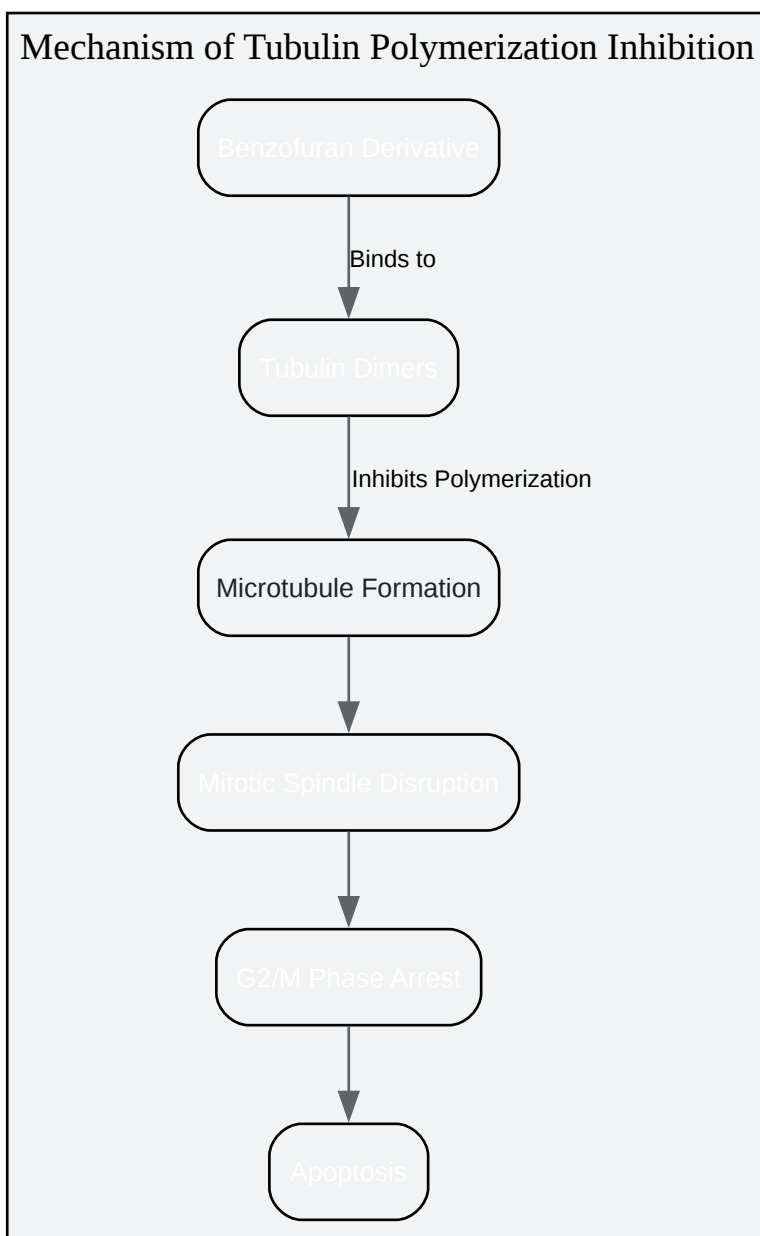 Mechanism of Tubulin Polymerization Inhibition
Benzofuran Derivative
Binds to
Tubulin Dimers
Inhibits Polymerization
Microtubule Formation
Mitotic Spindle Disruption
G2/M Phase Arrest
Apoptosis